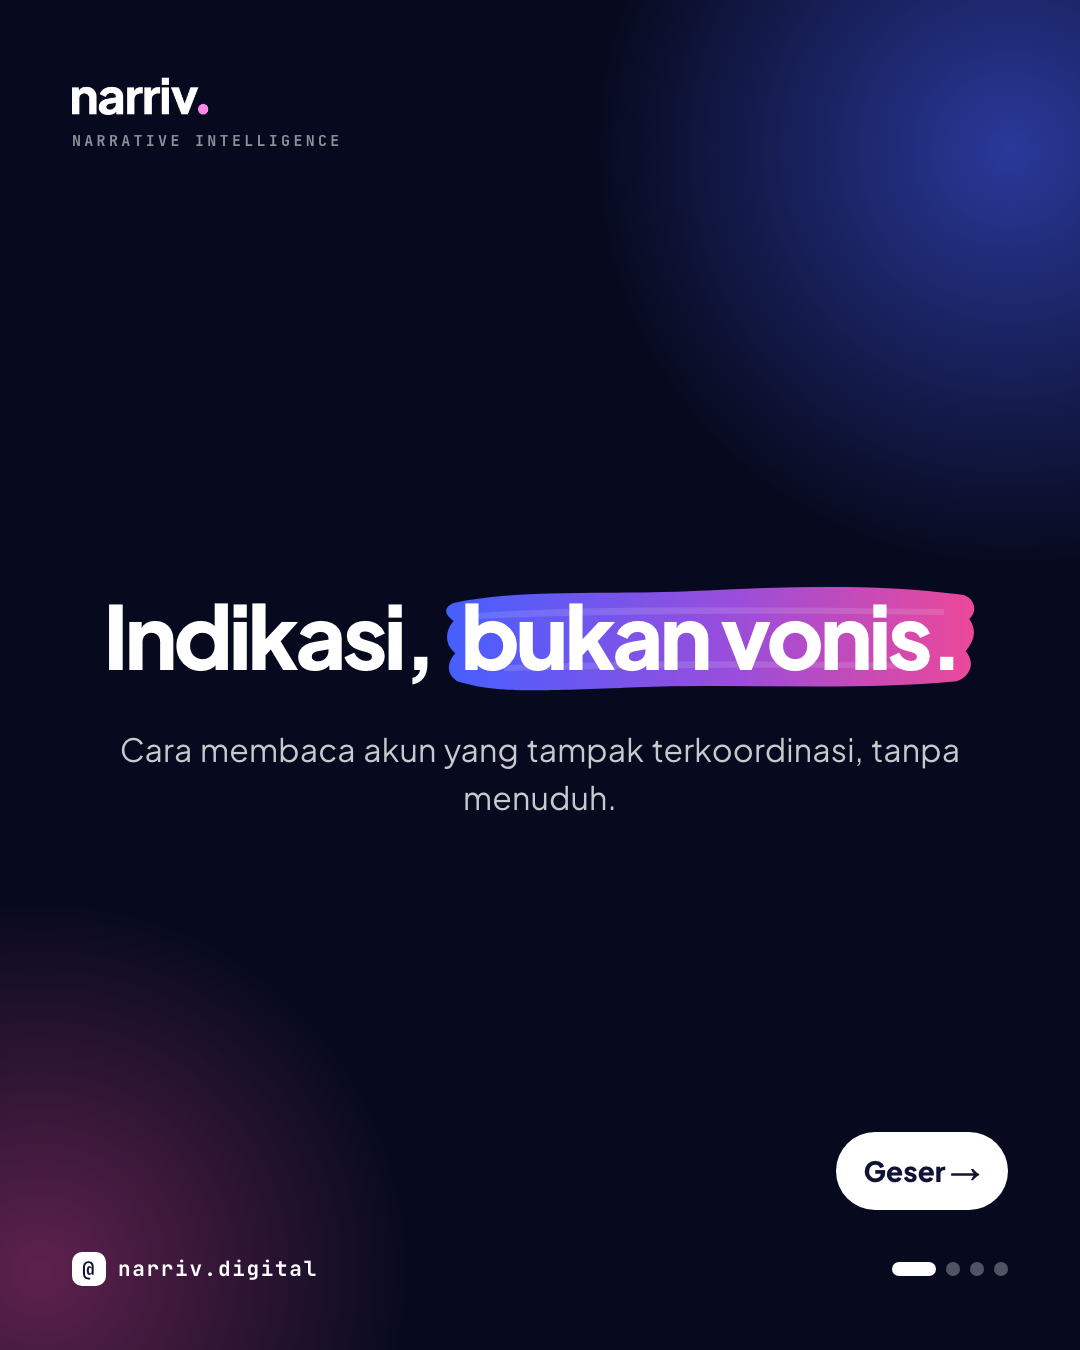 narriv.
NARRATIVE INTELLIGENCE
Indikasi, bukan vonis.
Cara membaca akun yang tampak terkoordinasi, tanpa
menuduh.
Geser →
@ narriv.digital